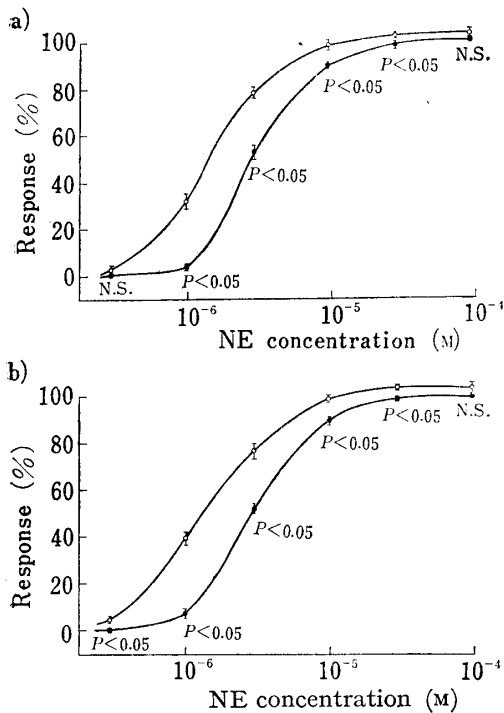 a)
Response (%)
100
80
60
40
20
0
N.S.
P<0.05
P<0.05
P<0.05
P<0.05
N.S.
10⁻⁶
10⁻⁵
10⁻⁴
NE concentration (M)
b)
Response (%)
100
80
60
40
20
0
P<0.05
P<0.05
P<0.05
P<0.05
P<0.05
N.S.
10⁻⁶
10⁻⁵
10⁻⁴
NE concentration (M)